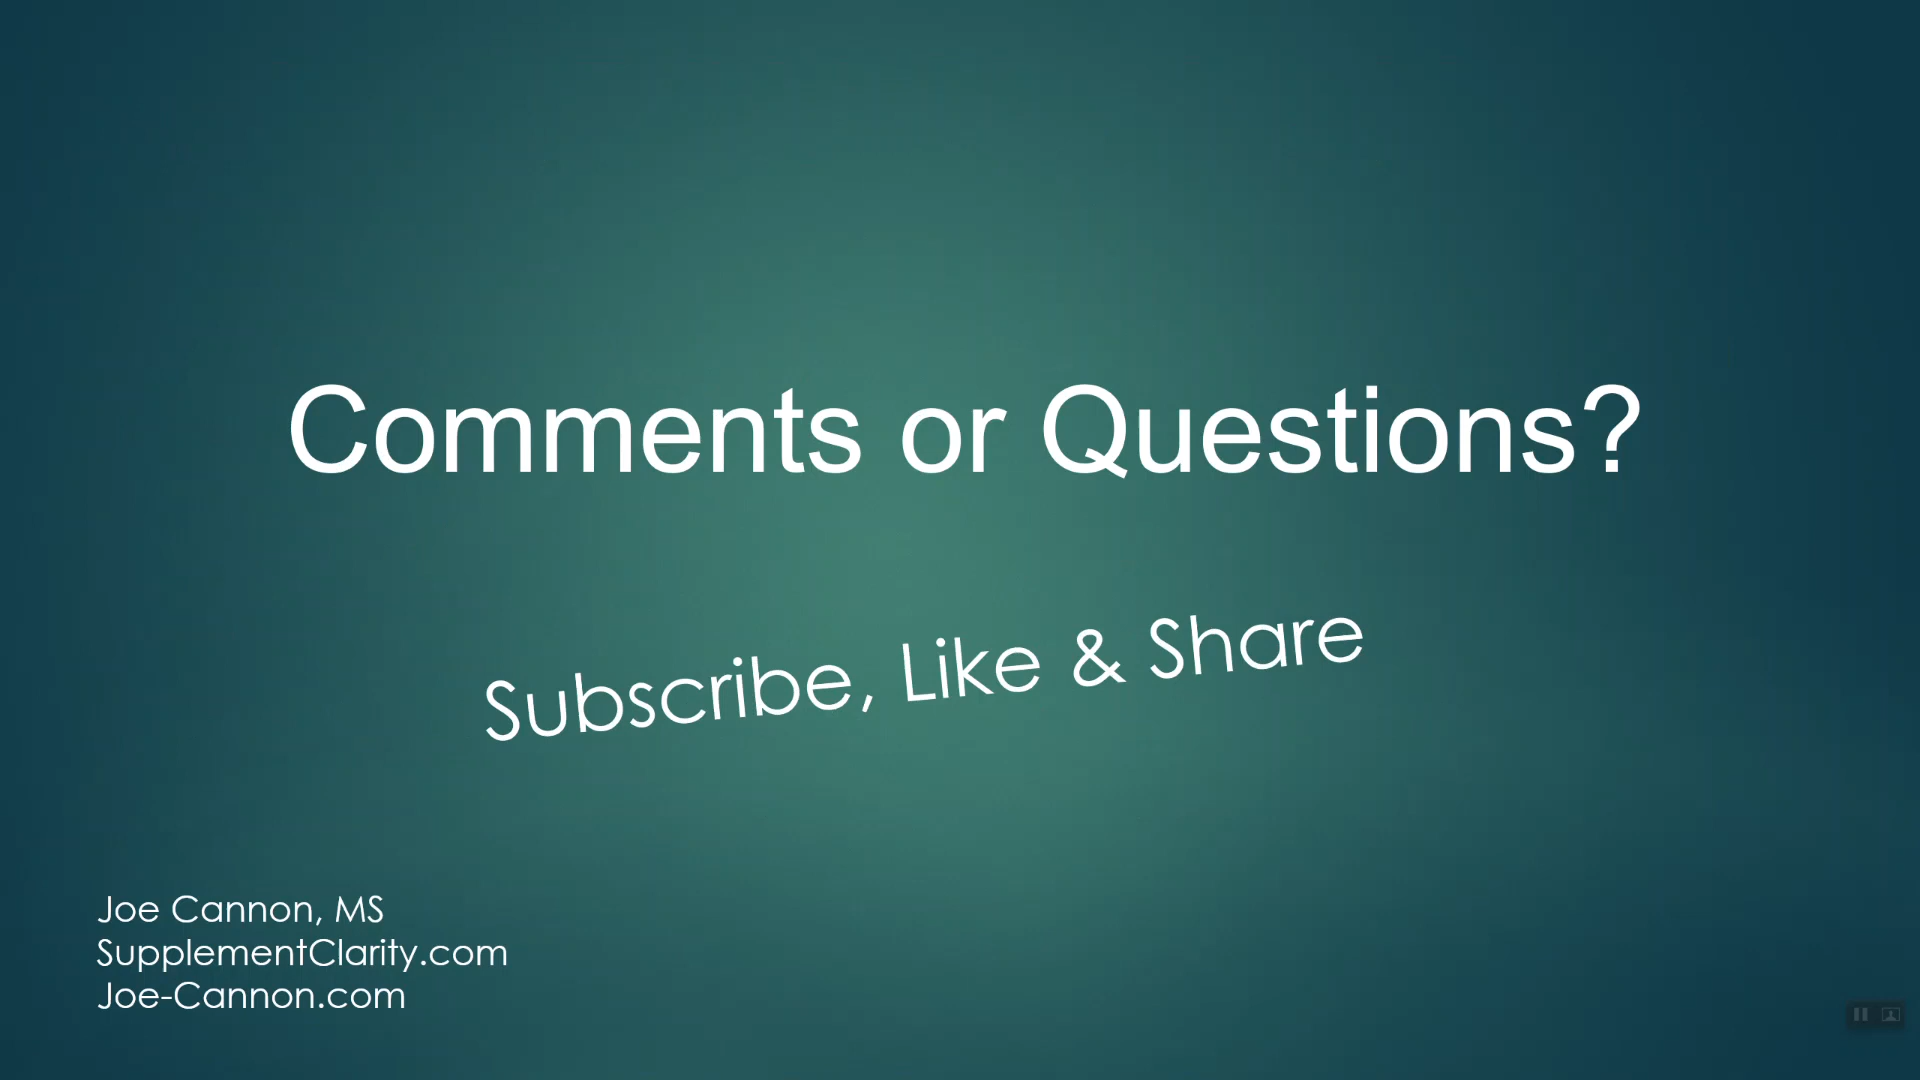 Comments or Questions?
Subscribe, Like & Share
Joe Cannon, MS
SupplementClarity.com
Joe-Cannon.com